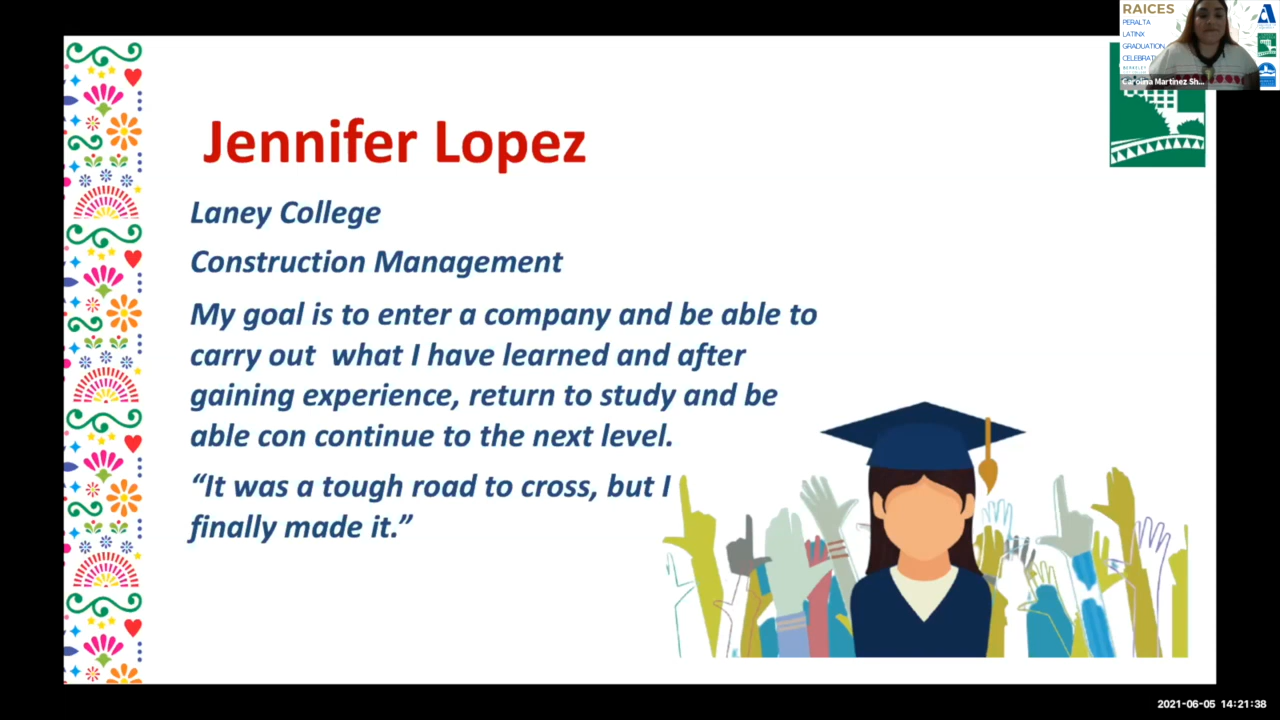 RAICES
PERALTA
LATINX
GRADUATION
CELEBRATI
Carolina Martinez Sh...
Jennifer Lopez
Laney College
Construction Management
My goal is to enter a company and be able to
carry out what I have learned and after
gaining experience, return to study and be
able con continue to the next level.
“It was a tough road to cross, but I
finally made it.”
2021-06-05 14:21:38